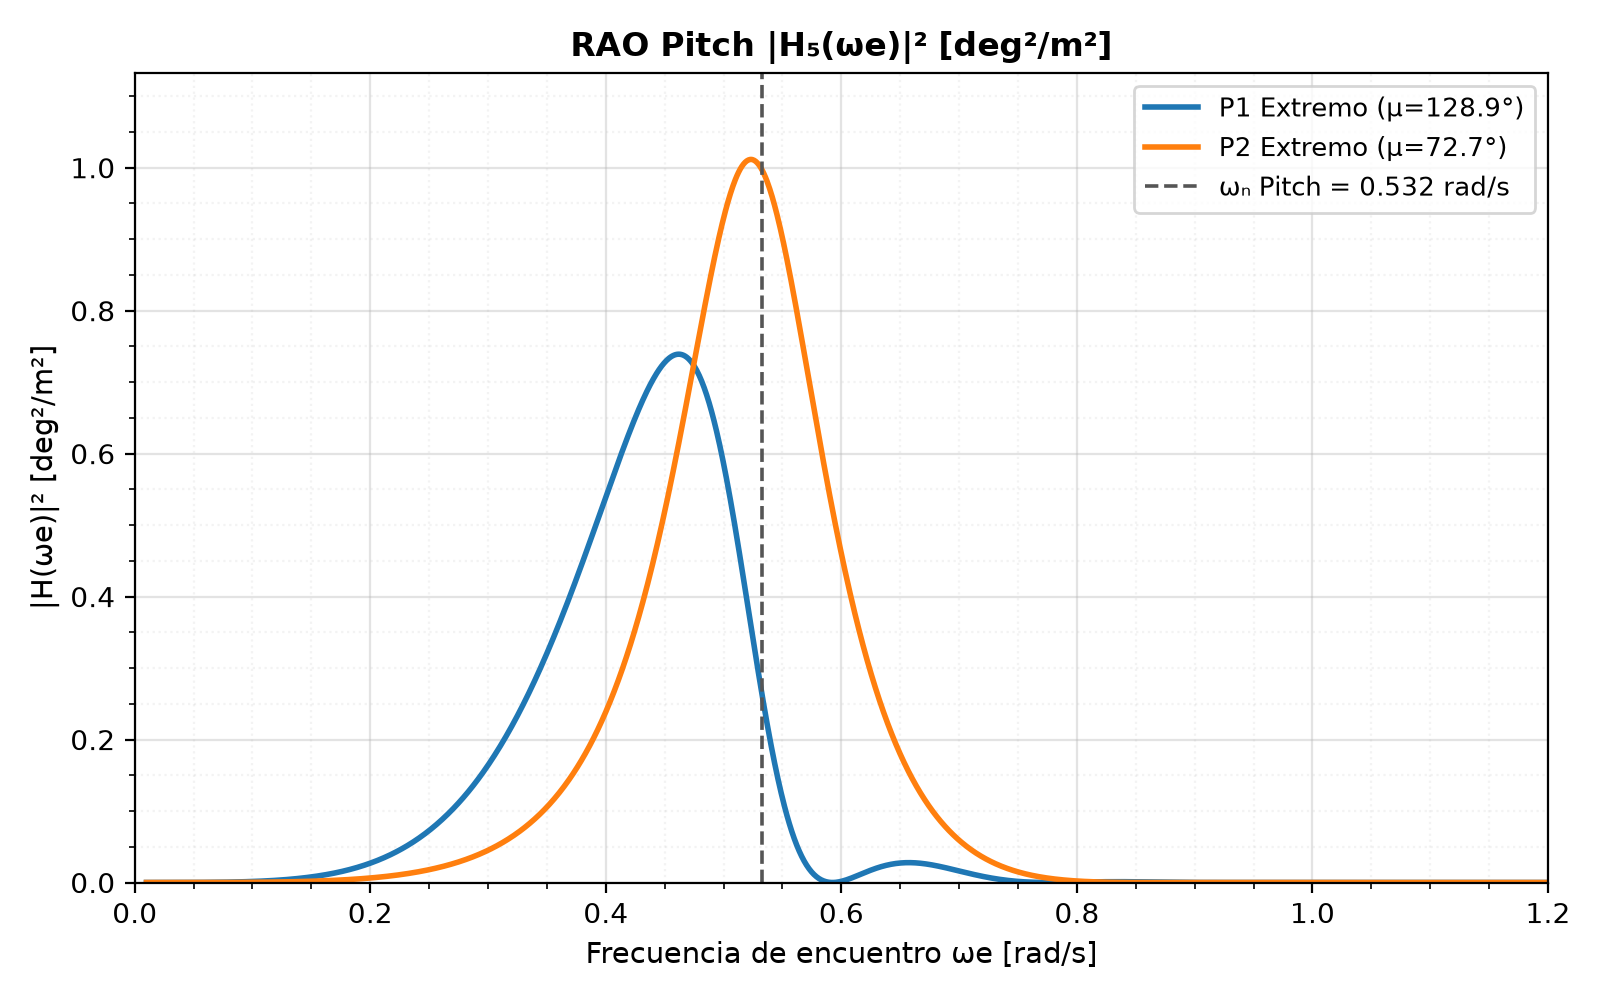 RAO Pitch |H₅(ωe)|² [deg²/m²]
P1 Extremo (μ=128.9°)
P2 Extremo (μ=72.7°)
ωₙ Pitch = 0.532 rad/s
|H(ωe)|² [deg²/m²]
1.0
0.8
0.6
0.4
0.2
0.0
0.0 0.2 0.4 0.6 0.8 1.0 1.2
Frecuencia de encuentro ωe [rad/s]